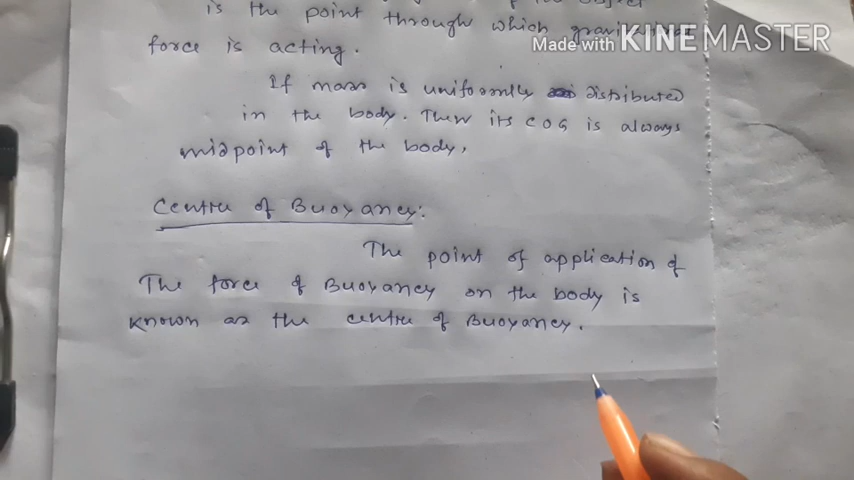 is the point through which
force is acting.
Made with KINEMASTER
If mass is uniformly distributed
in the body. Then its COG is always
midpoint of the body.
Centre of Buoyancy:
The point of application of
The force of Buoyancy on the body is
known as the centre of Buoyancy.